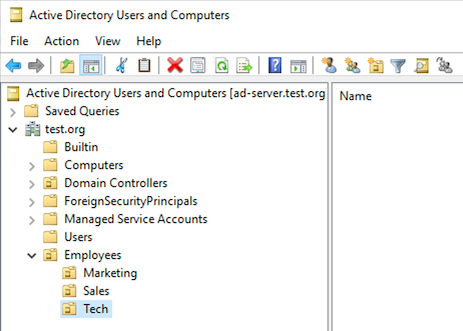 Active Directory Users and Computers
File Action View Help
Active Directory Users and Computers [ad-server.test.org
Name
Saved Queries
test.org
Builtin
Computers
Domain Controllers
ForeignSecurityPrincipals
Managed Service Accounts
Users
Employees
Marketing
Sales
Tech